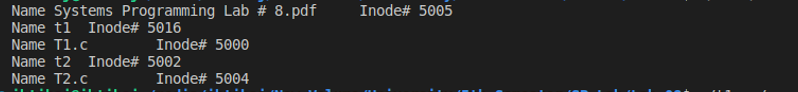 Name Systems Programming Lab # 8.pdf     Inode# 5005
Name t1  Inode# 5016
Name T1.c        Inode# 5000
Name t2  Inode# 5002
Name T2.c        Inode# 5004